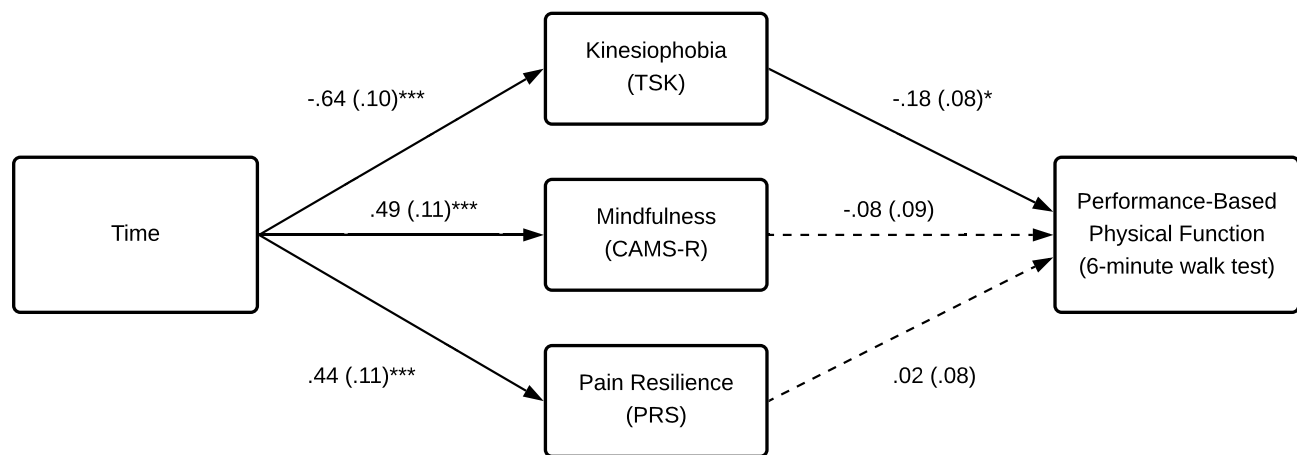 Kinesiophobia
(TSK)
-.64 (.10)***
-.18 (.08)*
Time
.49 (.11)***
Mindfulness
(CAMS-R)
-.08 (.09)
Performance-Based
Physical Function
(6-minute walk test)
.44 (.11)***
Pain Resilience
(PRS)
.02 (.08)